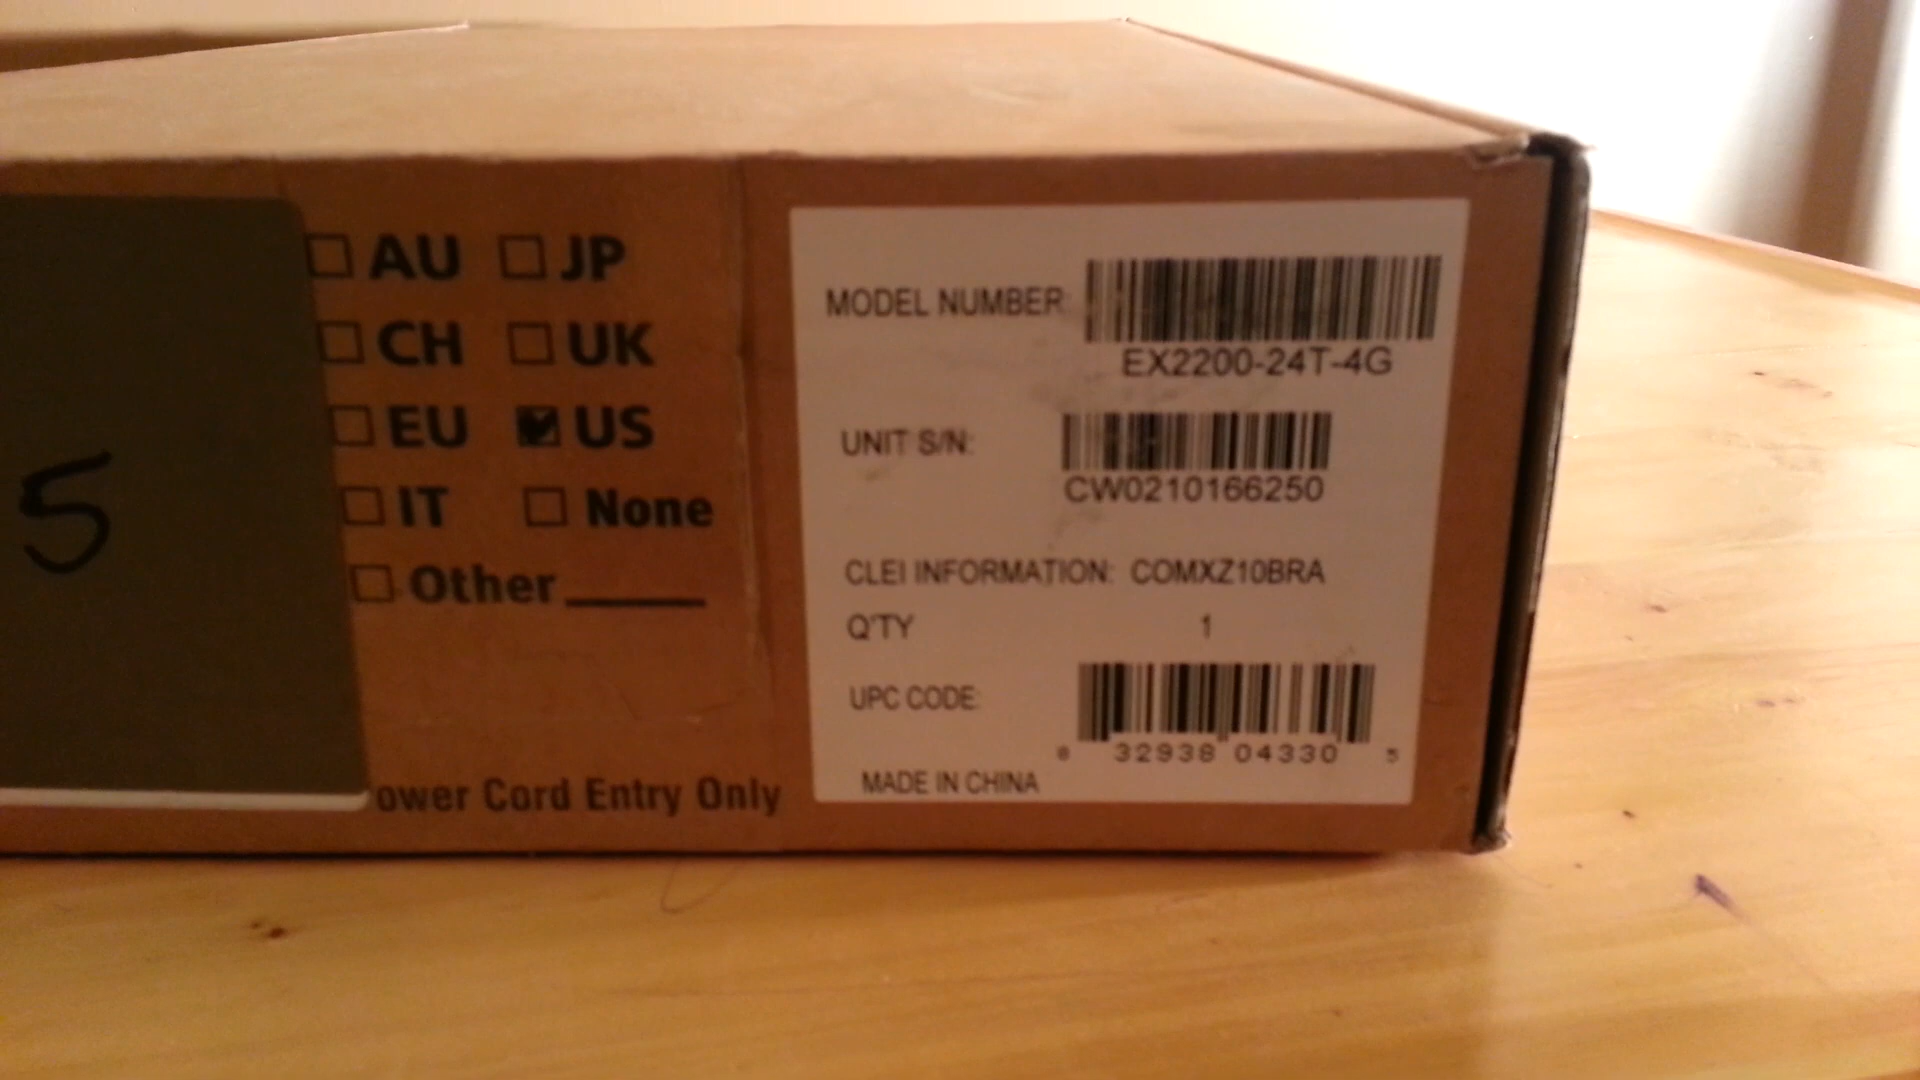 AU JP
CH UK
EU US
IT None
Other_____
5
ower Cord Entry Only
MODEL NUMBER:
EX2200-24T-4G
UNIT S/N:
CW0210166250
CLEI INFORMATION: COMXZ10BRA
Q'TY 1
UPC CODE:
8 32938 04330 5
MADE IN CHINA